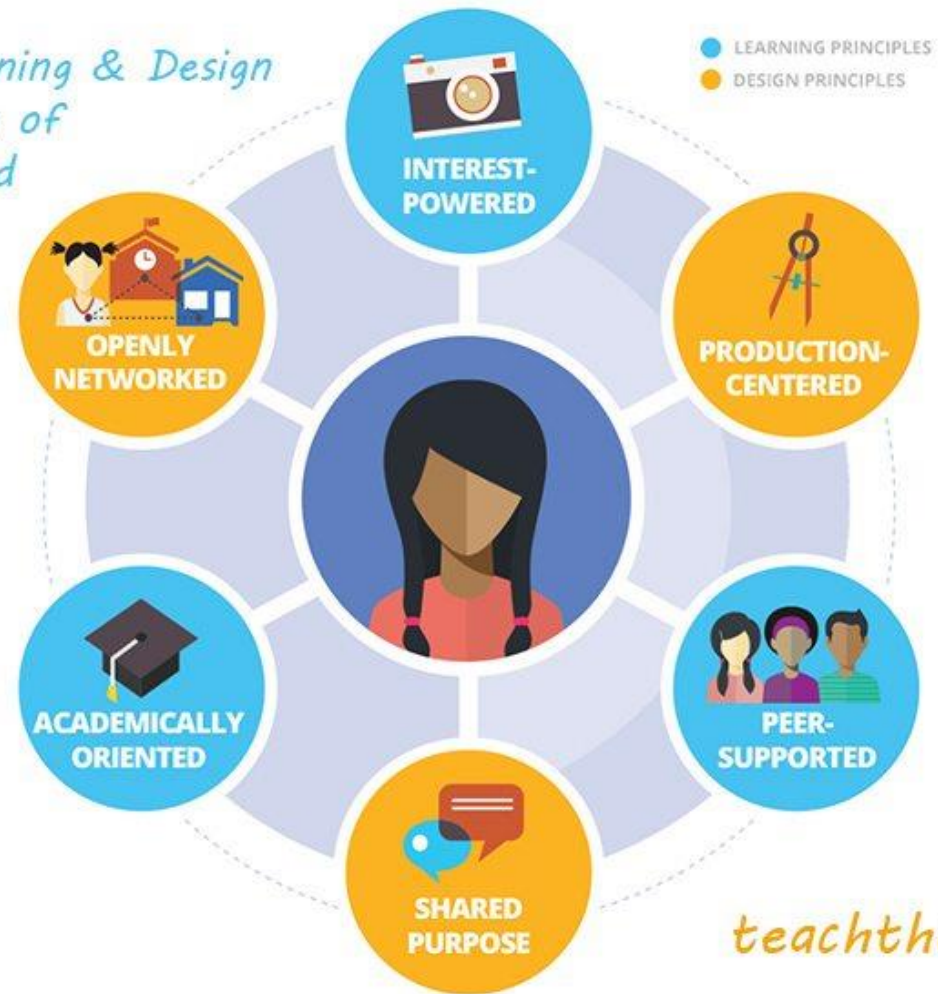 ning & Design
of
d
LEARNING PRINCIPLES
DESIGN PRINCIPLES
INTEREST-
POWERED
OPENLY
NETWORKED
PRODUCTION-
CENTERED
ACADEMICALLY
ORIENTED
PEER-
SUPPORTED
SHARED
PURPOSE
teachth